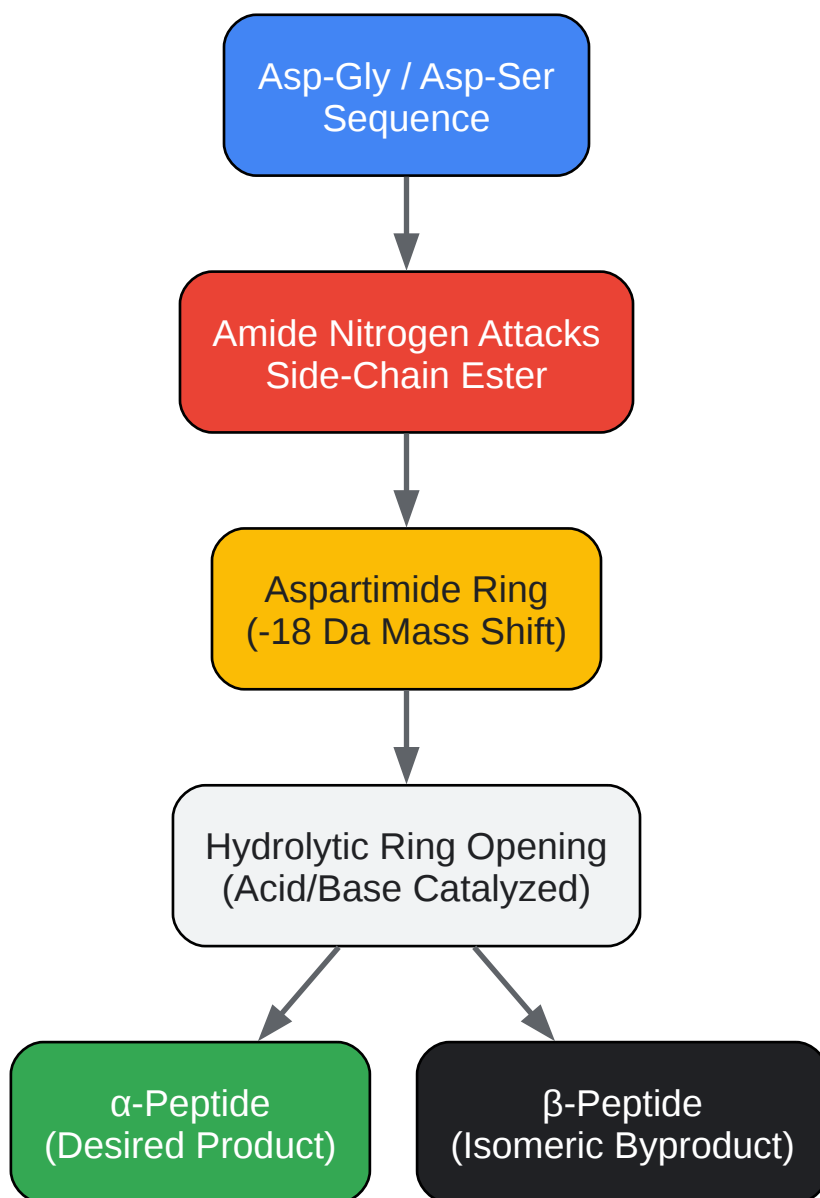 Asp-Gly / Asp-Ser
Sequence
Amide Nitrogen Attacks
Side-Chain Ester
Aspartimide Ring
(-18 Da Mass Shift)
Hydrolytic Ring Opening
(Acid/Base Catalyzed)
α-Peptide
(Desired Product)
β-Peptide
(Isomeric Byproduct)